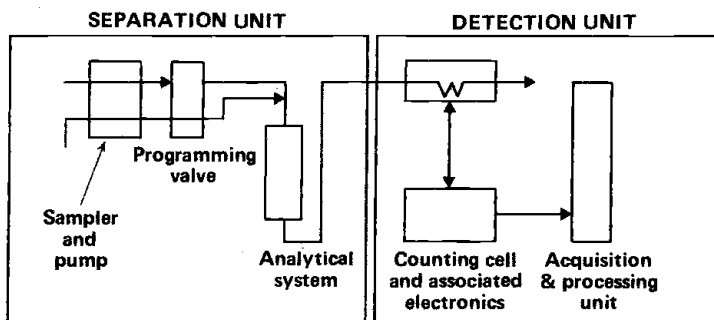 SEPARATION UNIT
DETECTION UNIT
Programming
valve
Sampler
and
pump
Analytical
system
Counting cell
and associated
electronics
Acquisition
& processing
unit